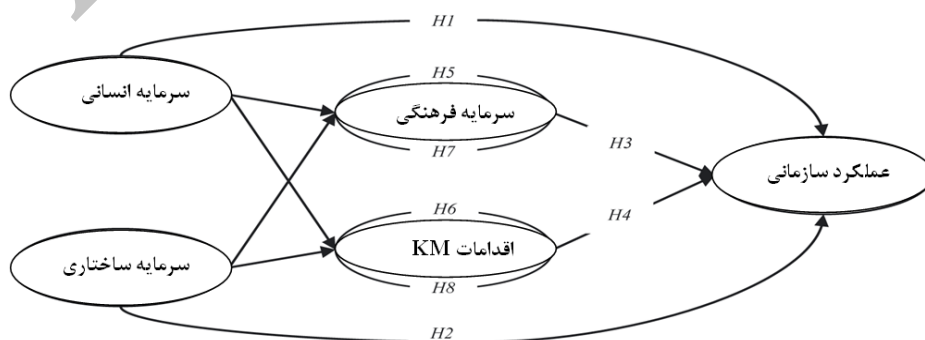 H1
سرمایه انسانی
H5
سرمایه فرهنگی
H7
H3
عملکرد سازمانی
H4
H6
اقدامات KM
H8
سرمایه ساختاری
H2